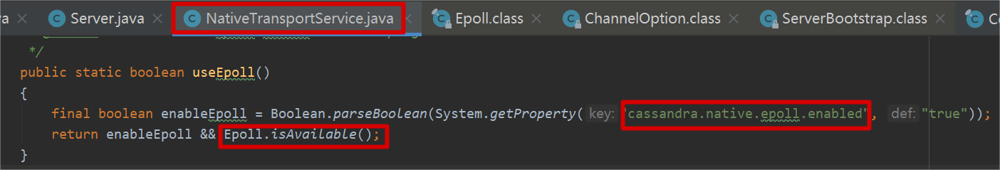 a Server.java NativeTransportService.java Epoll.class ChannelOption.class ServerBootstrap.class C
*/
public static boolean useEpoll()
{
final boolean enableEpoll = Boolean.parseBoolean(System.getProperty( key: "cassandra.native.epoll.enabled", def: "true"));
return enableEpoll && Epoll.isAvailable();
}